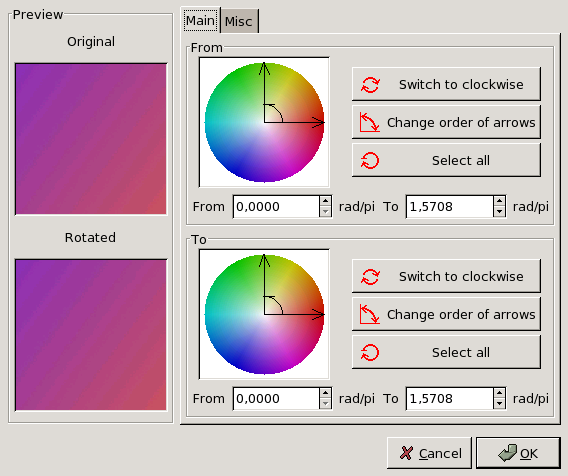 Preview
Original
Rotated
Main Misc
From
Switch to clockwise
Change order of arrows
Select all
From 0,0000 rad/pi To 1,5708 rad/pi
To
Switch to clockwise
Change order of arrows
Select all
From 0,0000 rad/pi To 1,5708 rad/pi
Cancel OK